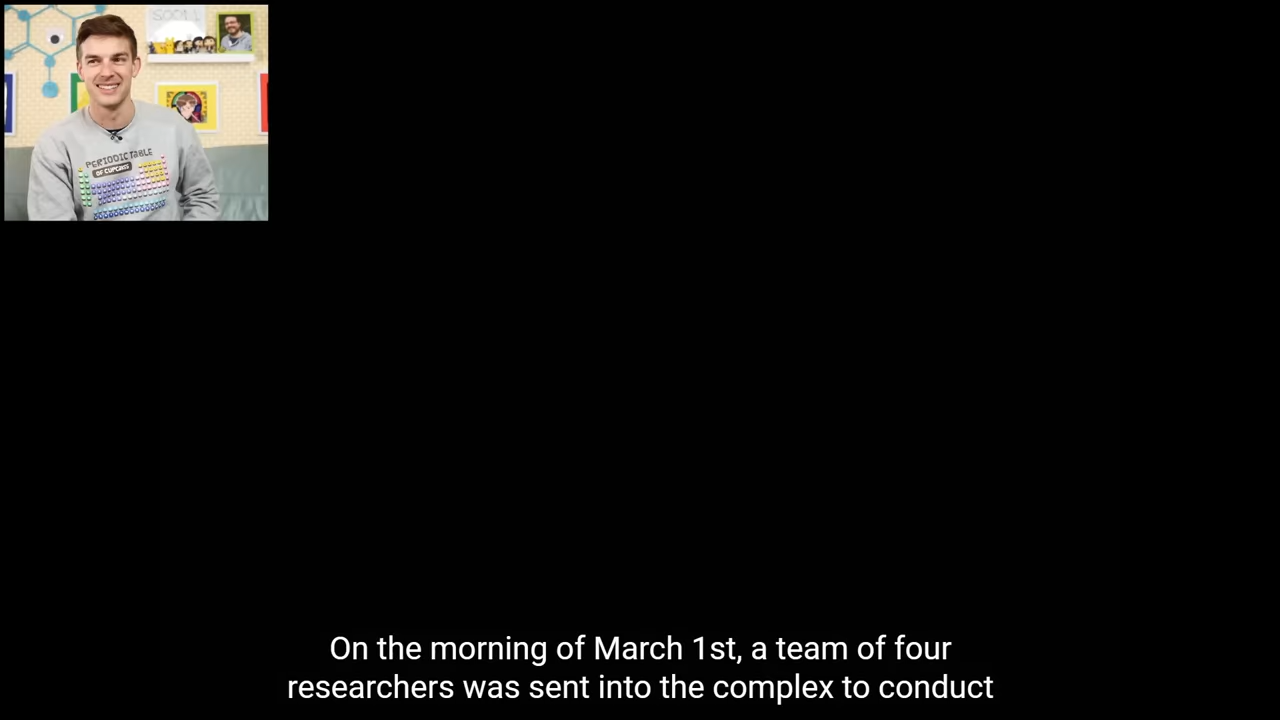 PERIODIC TABLE
OF CUPCAKES
On the morning of March 1st, a team of four
researchers was sent into the complex to conduct